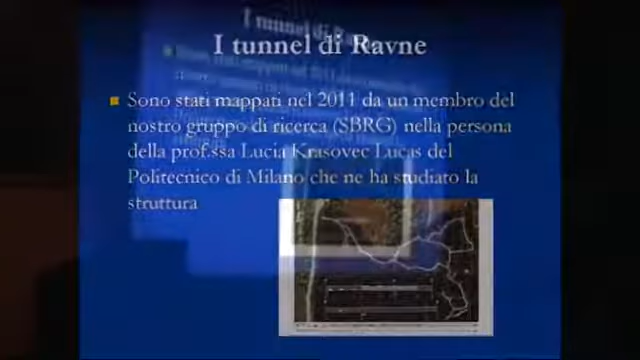 I tunnel di Ravne
Sono stati mappati nel 2011 da un membro del
nostro gruppo di ricerca (SBRG) nella persona
della prof.ssa Lucia Krasovec Lucas del
Politecnico di Milano che ne ha studiato la
struttura